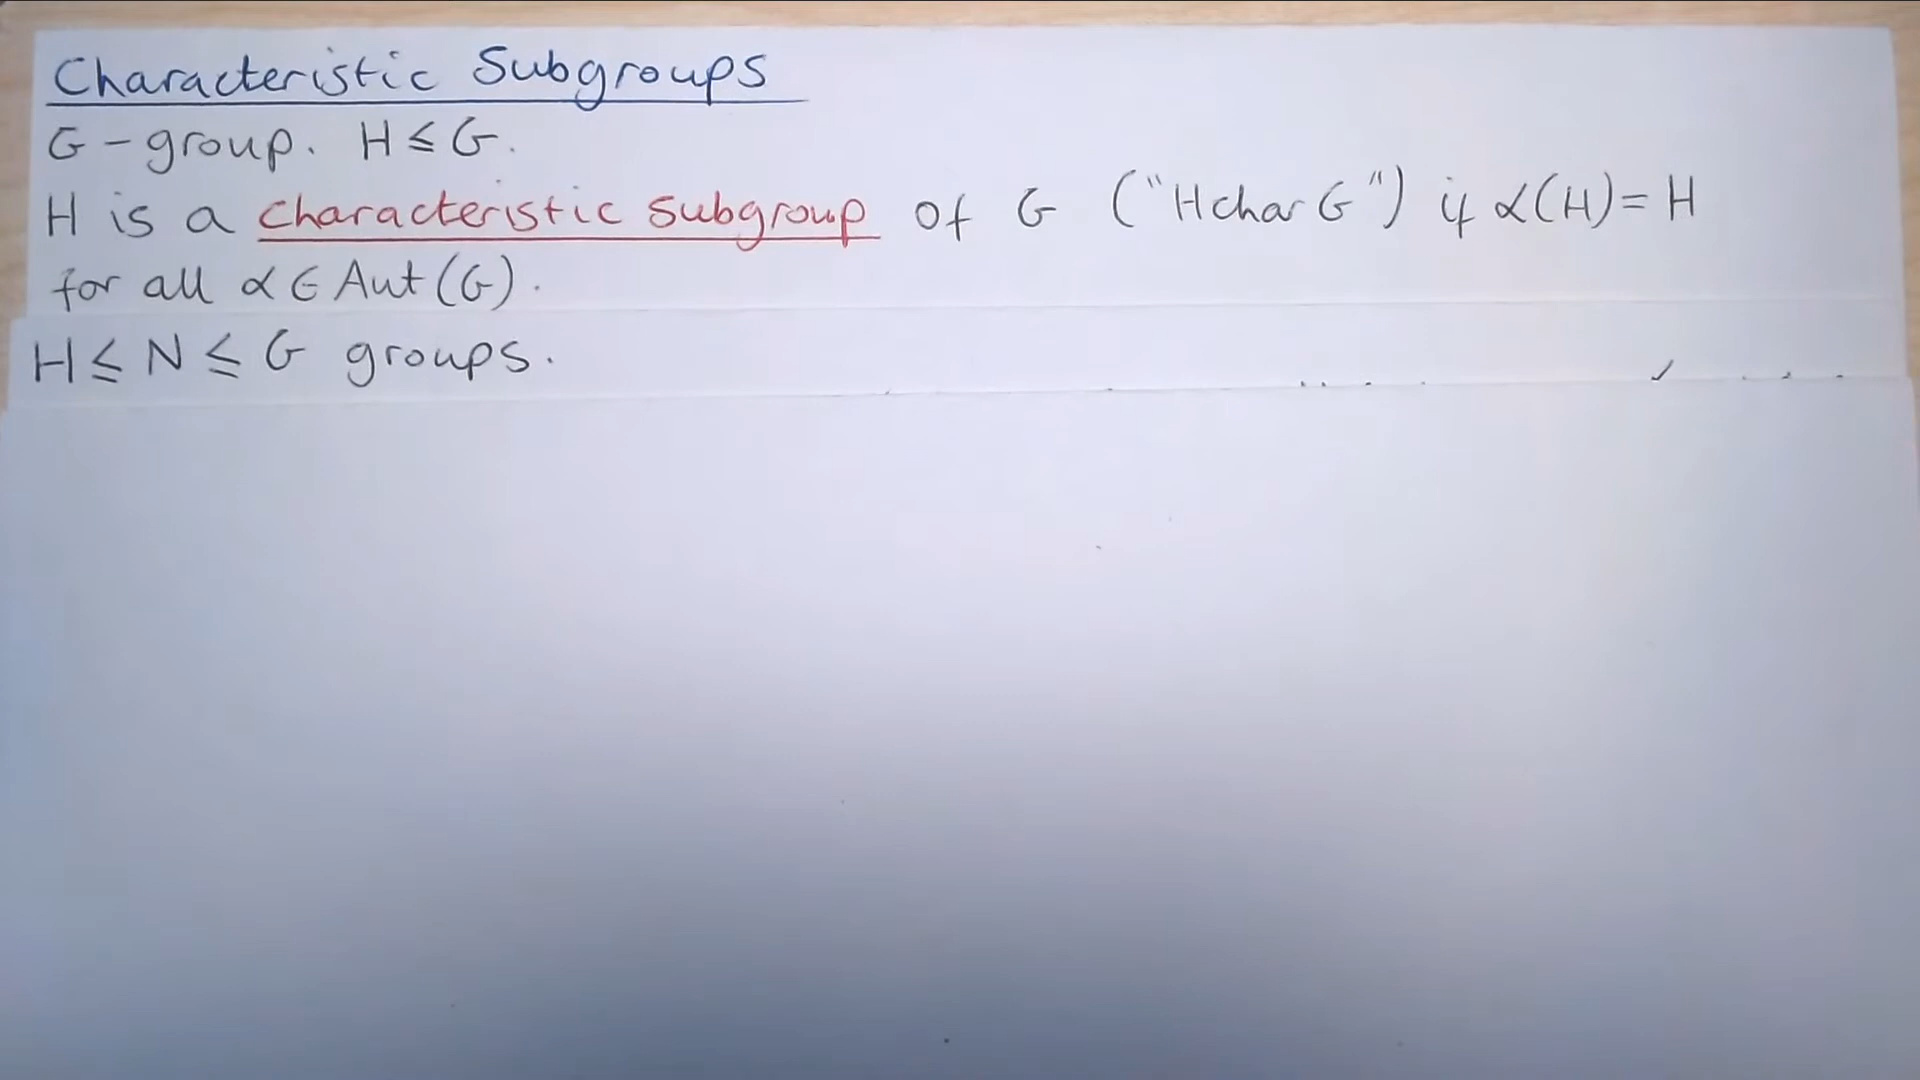 Characteristic Subgroups
G - group. H ≤ G.
H is a characteristic subgroup of G ("H char G") if α(H) = H
for all α ∈ Aut(G).
H ≤ N ≤ G groups.